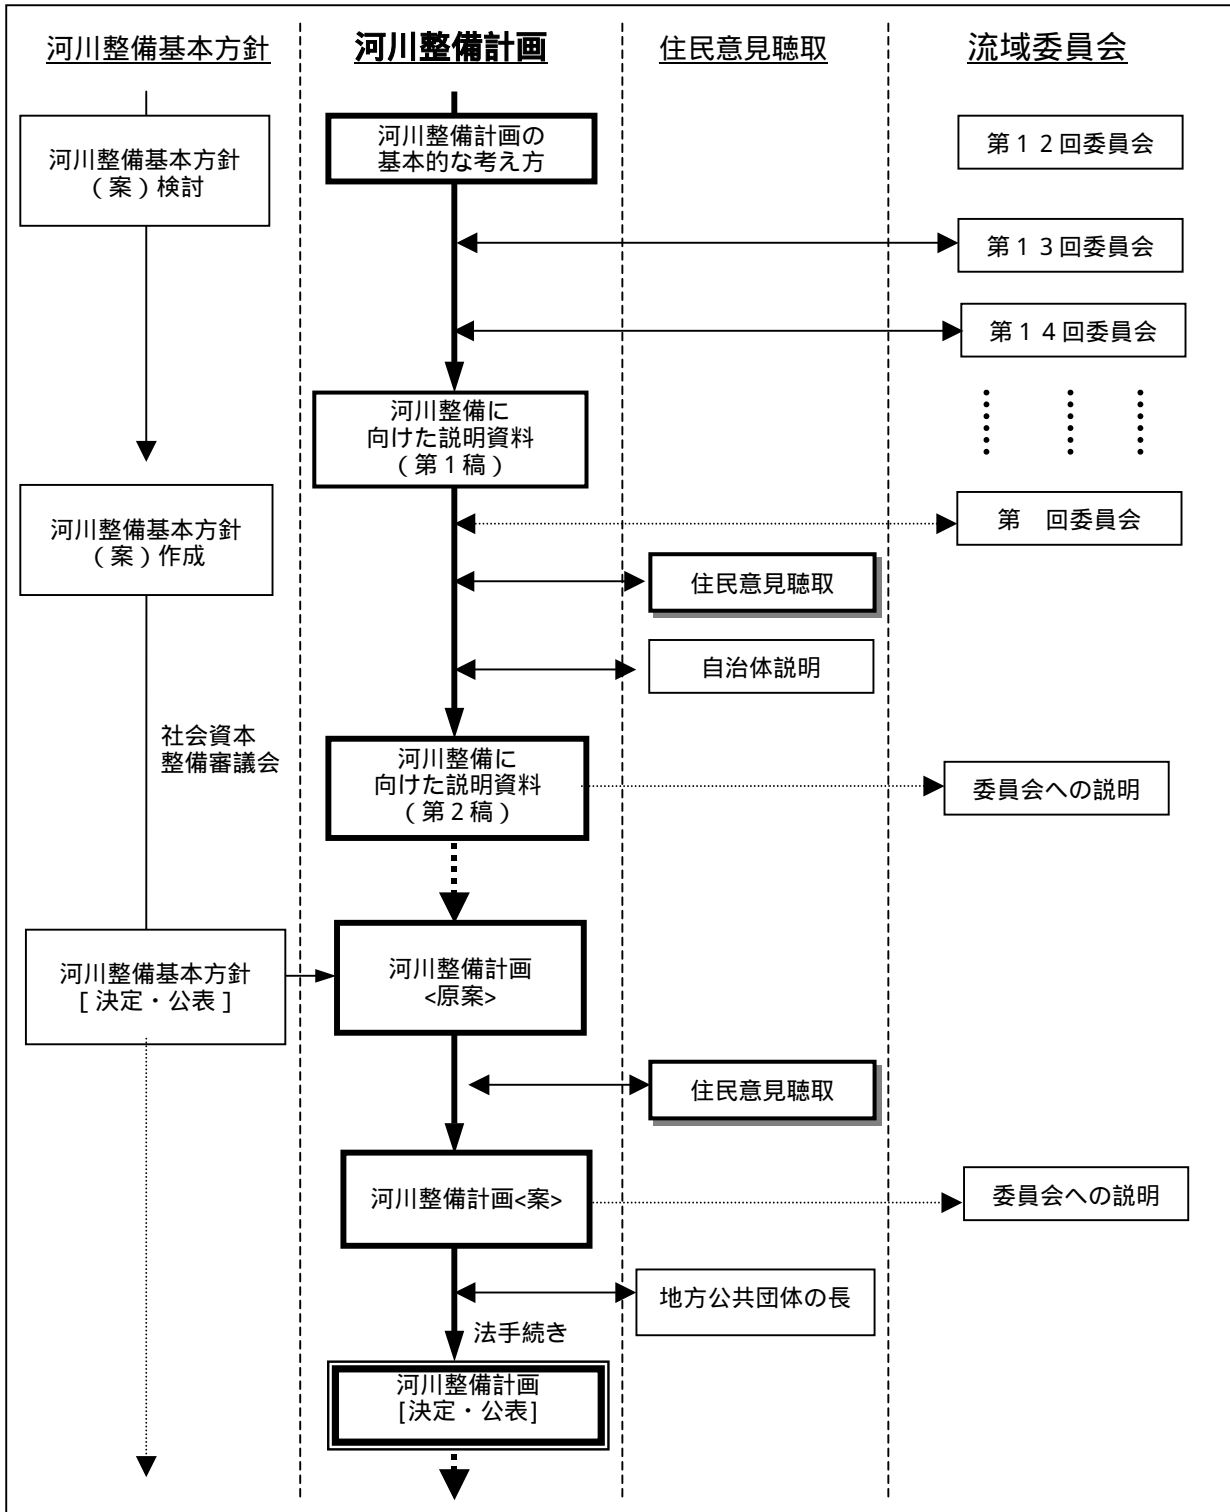 河川整備基本方針
河川整備計画
住民意見聴取
流域委員会
河川整備基本方針
（案）検討
河川整備計画の
基本的な考え方
第１２回委員会
第１３回委員会
第１４回委員会
河川整備に
向けた説明資料
（第１稿）
河川整備基本方針
（案）作成
第　回委員会
住民意見聴取
自治体説明
社会資本
整備審議会
河川整備に
向けた説明資料
（第２稿）
委員会への説明
河川整備基本方針
[ 決定・公表 ]
河川整備計画
<原案>
住民意見聴取
河川整備計画<案>
委員会への説明
地方公共団体の長
法手続き
河川整備計画
[決定・公表]